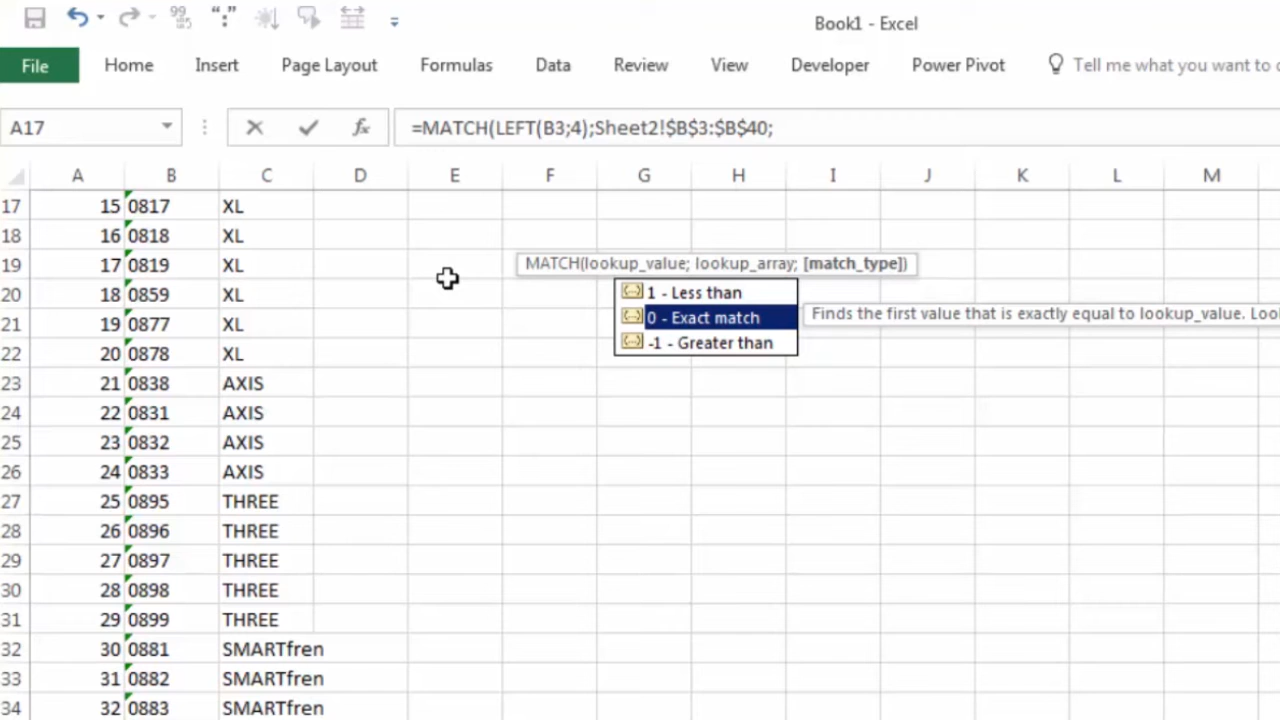 Book1 - Excel
File Home Insert Page Layout Formulas Data Review View Developer Power Pivot Tell me what you want to
A17 fx =MATCH(LEFT(B3;4);Sheet2!$B$3:$B$40;
A B C D E F G H I J K L M
17 15 0817 XL
18 16 0818 XL
19 17 0819 XL MATCH(lookup_value; lookup_array; [match_type])
20 18 0859 XL 1 - Less than
0 - Exact match Finds the first value that is exactly equal to lookup_value. Loo
21 19 0877 XL
-1 - Greater than
22 20 0878 XL
23 21 0838 AXIS
24 22 0831 AXIS
25 23 0832 AXIS
26 24 0833 AXIS
27 25 0895 THREE
28 26 0896 THREE
29 27 0897 THREE
30 28 0898 THREE
31 29 0899 THREE
32 30 0881 SMARTfren
33 31 0882 SMARTfren
34 32 0883 SMARTfren